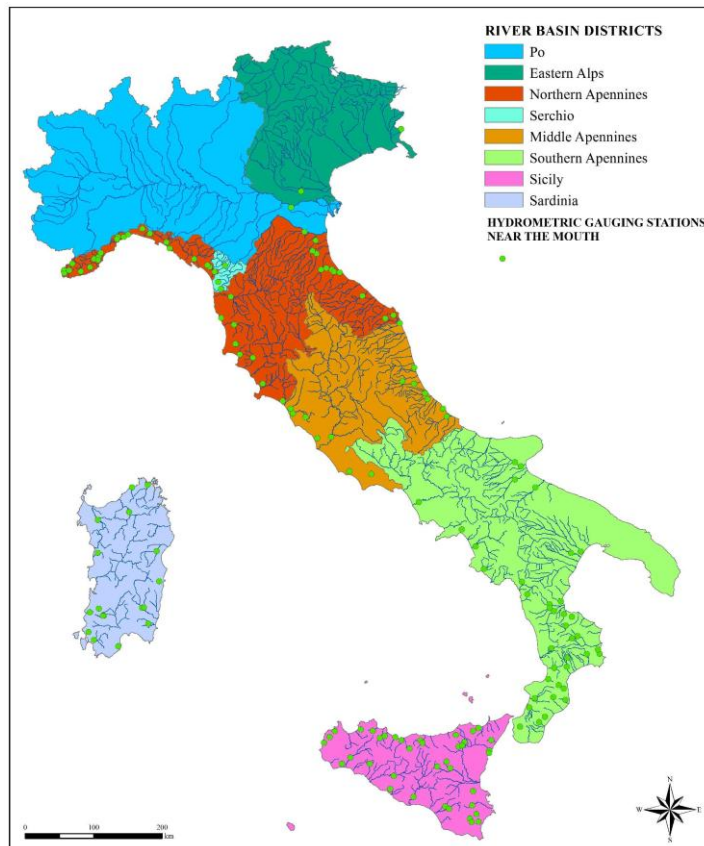 RIVER BASIN DISTRICTS
Po
Eastern Alps
Northern Apennines
Serchio
Middle Apennines
Southern Apennines
Sicily
Sardinia
HYDROMETRIC GAUGING STATIONS
NEAR THE MOUTH
N
W E
S
0 100 200
km